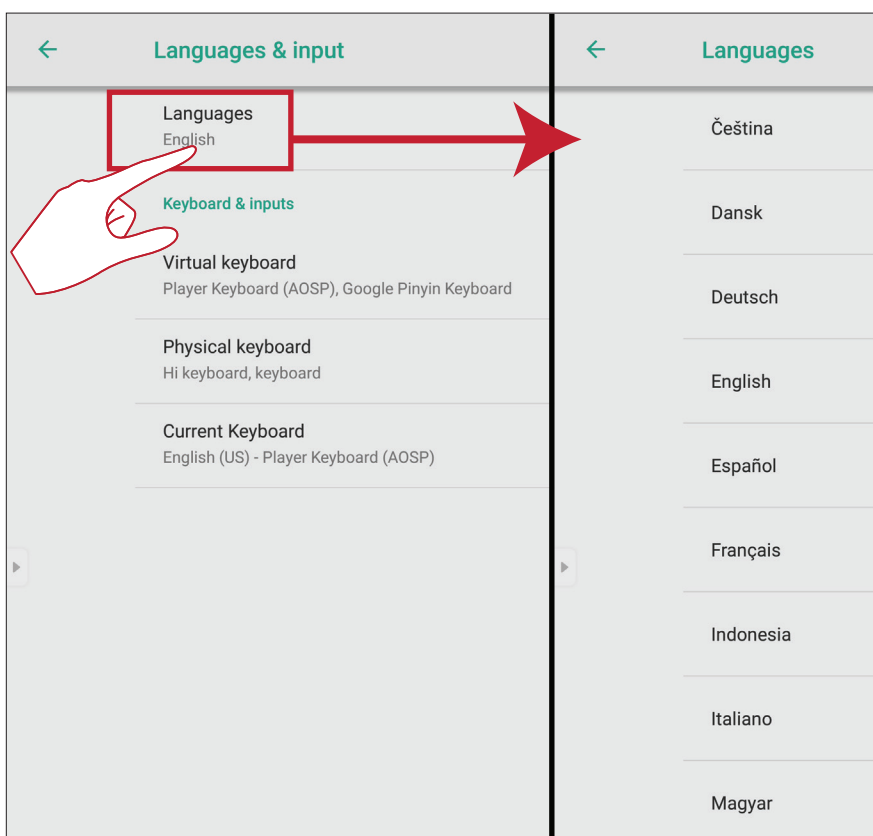 Languages & input
Languages
English
Keyboard & inputs
Virtual keyboard
Player Keyboard (AOSP), Google Pinyin Keyboard
Physical keyboard
Hi keyboard, keyboard
Current Keyboard
English (US) - Player Keyboard (AOSP)
Languages
Čeština
Dansk
Deutsch
English
Español
Français
Indonesia
Italiano
Magyar